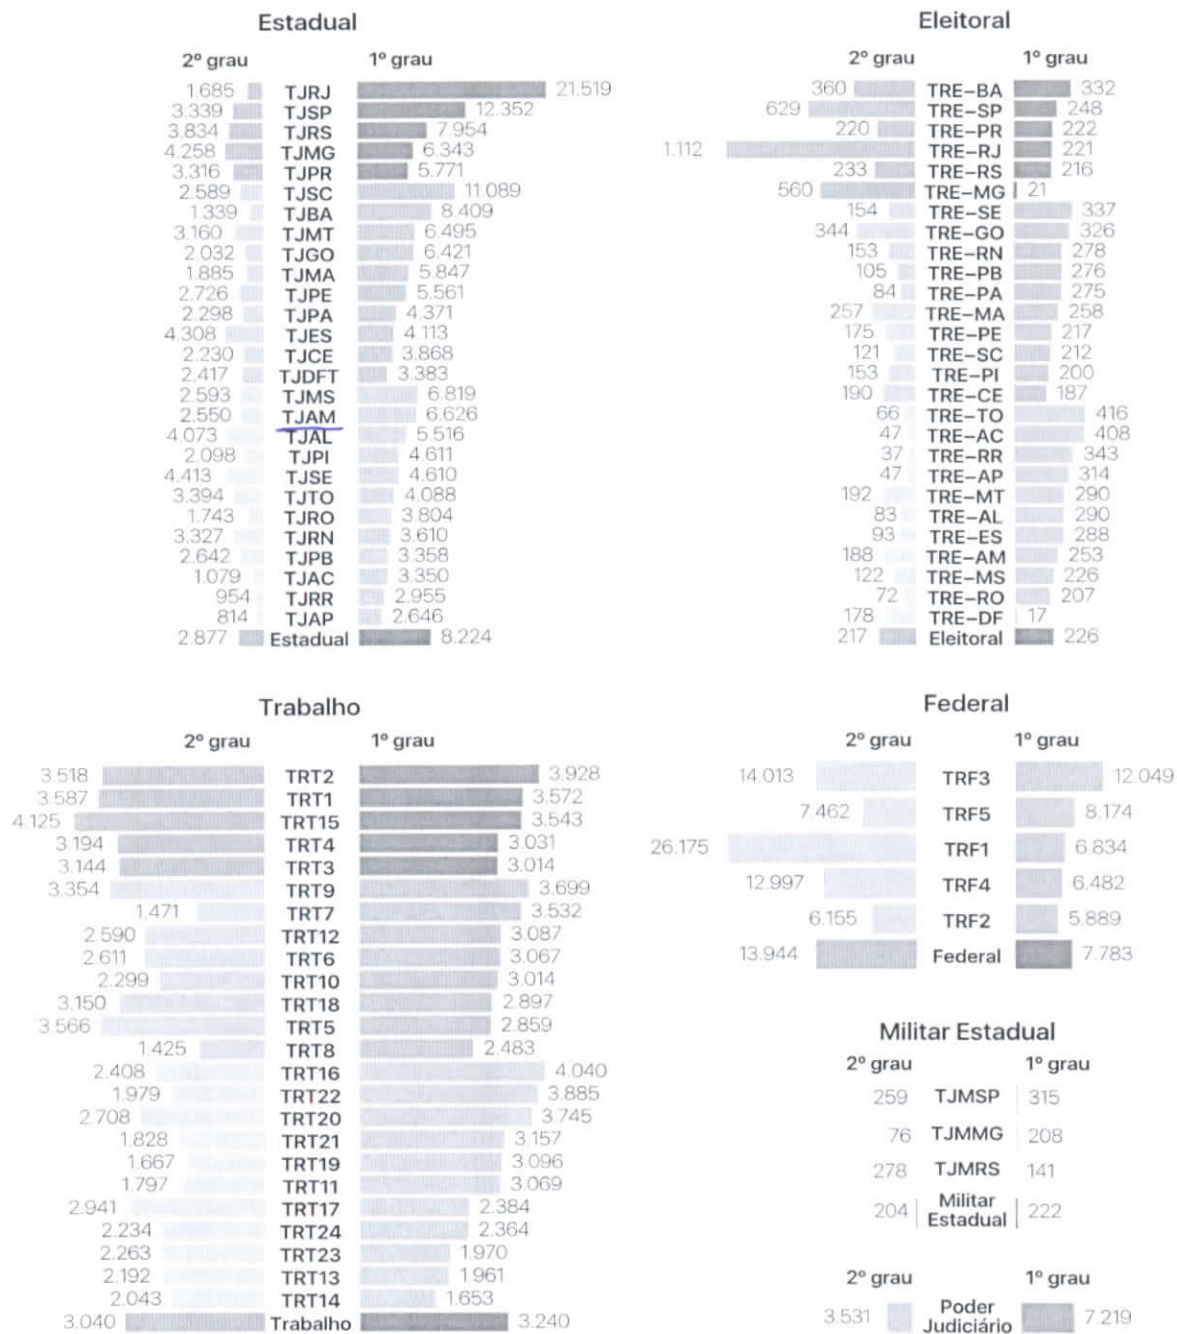 Estadual
2º grau 1º grau
1.685 TJRJ 21.519
3.339 TJSP 12.352
3.834 TJRS 7.954
4.258 TJMG 6.343
3.316 TJPR 5.771
2.589 TJSC 11.089
1.339 TJBA 8.409
3.160 TJMT 6.495
2.032 TJGO 6.421
1.885 TJMA 5.847
2.726 TJPE 5.561
2.298 TJPA 4.371
4.308 TJES 4.113
2.230 TJCE 3.868
2.417 TJDFT 3.383
2.593 TJMS 6.819
2.550 TJAM 6.626
4.073 TJAL 5.516
2.098 TJPI 4.611
4.413 TJSE 4.610
3.394 TJTO 4.088
1.743 TJRO 3.804
3.327 TJRN 3.610
2.642 TJPB 3.358
1.079 TJAC 3.350
954 TJRR 2.955
814 TJAP 2.646
2.877 Estadual 8.224
Eleitoral
2º grau 1º grau
360 TRE–BA 332
629 TRE–SP 248
220 TRE–PR 222
1.112 TRE–RJ 221
233 TRE–RS 216
560 TRE–MG 21
154 TRE–SE 337
344 TRE–GO 326
153 TRE–RN 278
105 TRE–PB 276
84 TRE–PA 275
257 TRE–MA 258
175 TRE–PE 217
121 TRE–SC 212
153 TRE–PI 200
190 TRE–CE 187
66 TRE–TO 416
47 TRE–AC 408
37 TRE–RR 343
47 TRE–AP 314
192 TRE–MT 290
83 TRE–AL 290
93 TRE–ES 288
188 TRE–AM 253
122 TRE–MS 226
72 TRE–RO 207
178 TRE–DF 17
217 Eleitoral 226
Trabalho
2º grau 1º grau
3.518 TRT2 3.928
3.587 TRT1 3.572
4.125 TRT15 3.543
3.194 TRT4 3.031
3.144 TRT3 3.014
3.354 TRT9 3.699
1.471 TRT7 3.532
2.590 TRT12 3.087
2.611 TRT6 3.067
2.299 TRT10 3.014
3.150 TRT18 2.897
3.566 TRT5 2.859
1.425 TRT8 2.483
2.408 TRT16 4.040
1.979 TRT22 3.885
2.708 TRT20 3.745
1.828 TRT21 3.157
1.667 TRT19 3.096
1.797 TRT11 3.069
2.941 TRT17 2.384
2.234 TRT24 2.364
2.263 TRT23 1.970
2.192 TRT13 1.961
2.043 TRT14 1.653
3.040 Trabalho 3.240
Federal
2º grau 1º grau
14.013 TRF3 12.049
7.462 TRF5 8.174
26.175 TRF1 6.834
12.997 TRF4 6.482
6.155 TRF2 5.889
13.944 Federal 7.783
Militar Estadual
2º grau 1º grau
259 TJMSP 315
76 TJMMG 208
278 TJMRS 141
204 Militar Estadual 222
2º grau 1º grau
3.531 Poder Judiciário 7.219